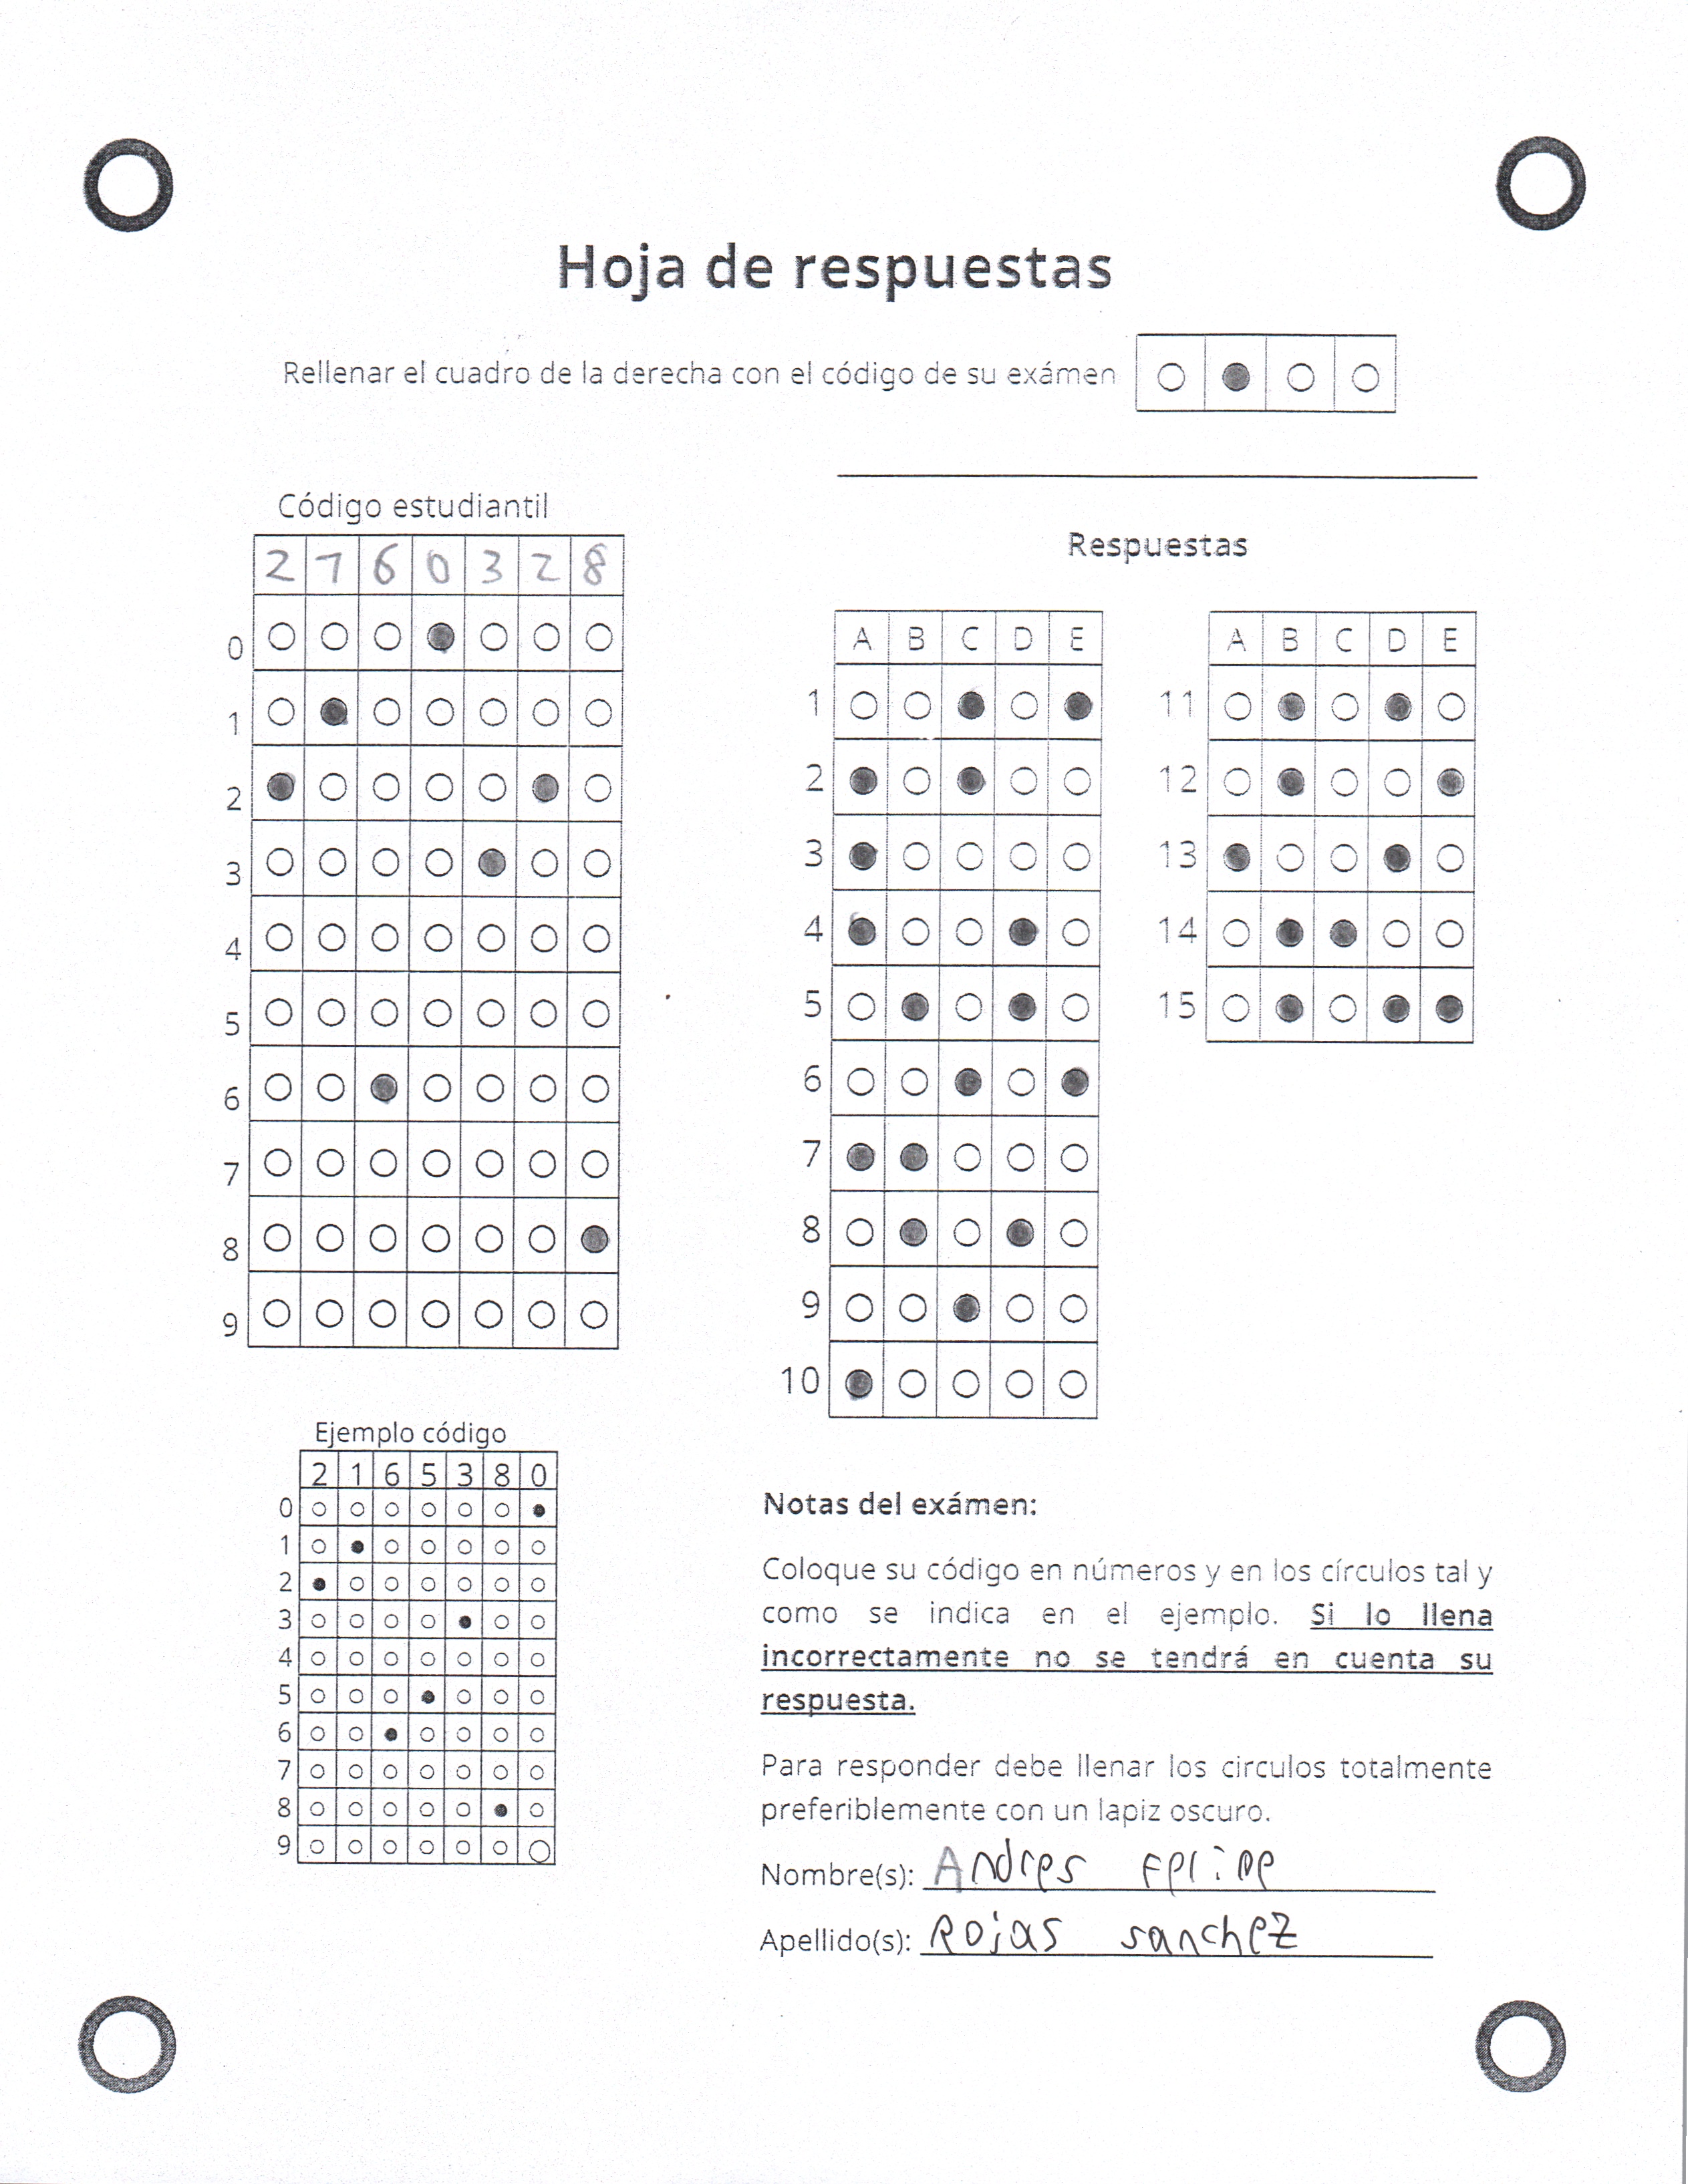 Hoja de respuestas
Rellenar el cuadro de la derecha con el código de su exámen
Código estudiantil
2 7 6 0 3 2 8
0
1
2
3
4
5
6
7
8
9
Respuestas
A B C D E
1
2
3
4
5
6
7
8
9
10
A B C D E
11
12
13
14
15
Ejemplo código
2 1 6 5 3 8 0
0
1
2
3
4
5
6
7
8
9
Notas del exámen:
Coloque su código en números y en los círculos tal y
como se indica en el ejemplo. Si lo llena
incorrectamente no se tendrá en cuenta su
respuesta.
Para responder debe llenar los circulos totalmente
preferiblemente con un lapiz oscuro.
Nombre(s): Andres Felipe
Apellido(s): Rojas sanchez